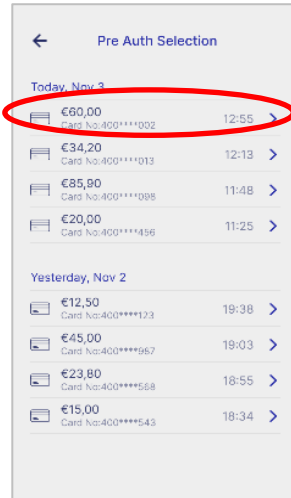 Pre Auth Selection
Today, Nov 3
€60,00
Card No:400****002
12:55
€34,20
Card No:400****013
12:13
€85,90
Card No:400****098
11:48
€20,00
Card No:400****456
11:25
Yesterday, Nov 2
€12,50
Card No:400****123
19:38
€45,00
Card No:400****987
19:03
€23,80
Card No:400****568
18:55
€15,00
Card No:400****543
18:34